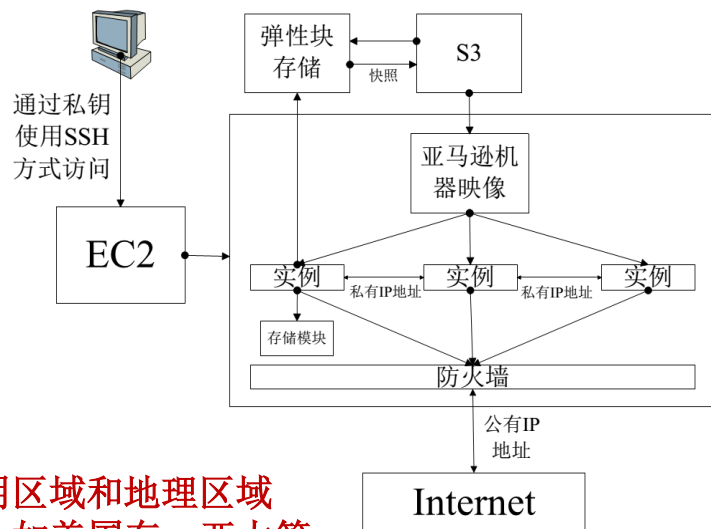 弹性块
存储
S3
快照
通过私钥
使用SSH
方式访问
亚马逊机
器映像
EC2
实例
实例
实例
私有IP地址
私有IP地址
存储模块
防火墙
公有IP
地址
用区域和地理区域
Internet